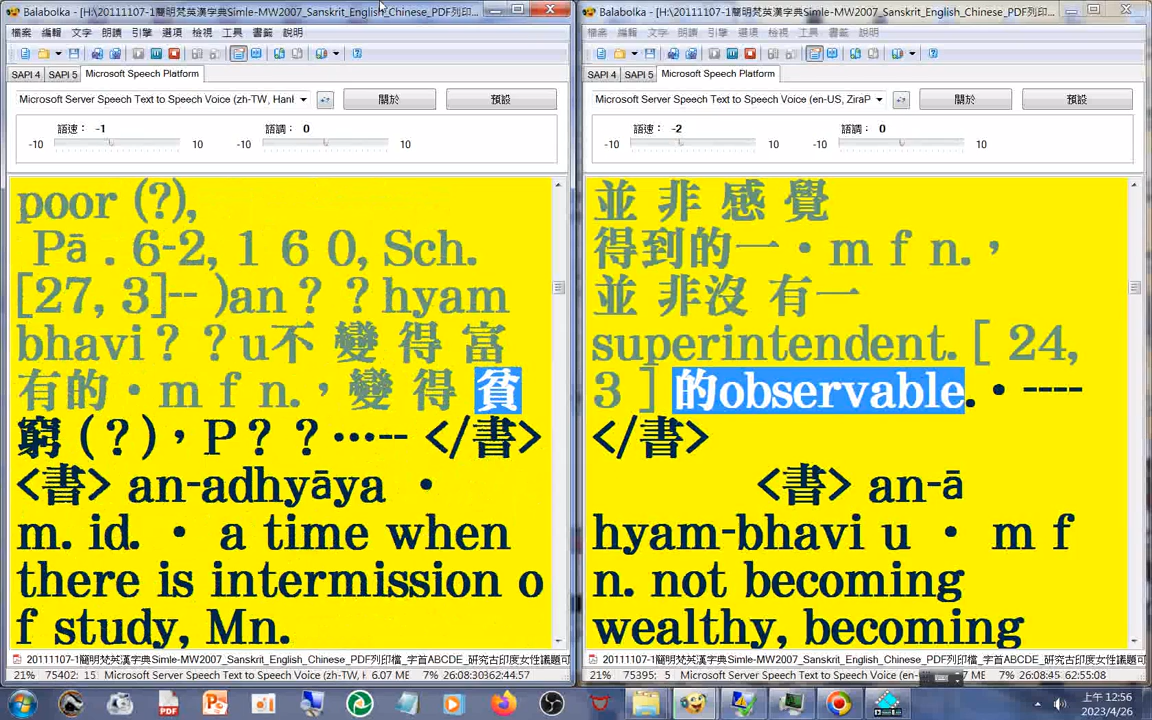 Balabolka - [H:\20111107-1簡明梵英漢字典Simle-MW2007_Sanskrit_English_Chinese_PDF列印...
檔案 編輯 文字 朗讀 引擎 選項 檢視 工具 書籤 說明
SAPI 4 SAPI 5 Microsoft Speech Platform
Microsoft Server Speech Text to Speech Voice (zh-TW, Hanl
關於 預設
語速： -1 語調： 0
-10 10 -10 10
poor (?),
Pā . 6-2, 1 6 0, Sch.
[27, 3]-- )an？？hyam
bhavi？？u不 變 得 富
有的・m f n.，變 得 貧
窮 (？)，P？？…-- </書>
<書> an-adhyāya ・
m. id. ・ a time when
there is intermission o
f study, Mn.
20111107-1簡明梵英漢字典Simle-MW2007_Sanskrit_English_Chinese_PDF列印檔_字首ABCDE_研究古印度女性議題可
21% 75402: 15 Microsoft Server Speech Text to Speech Voice (zh-TW, H 6.07 ME 7% 26:08:30362:44.57
Balabolka - [H:\20111107-1簡明梵英漢字典Simle-MW2007_Sanskrit_English_Chinese_PDF列印...
檔案 編輯 文字 朗讀 引擎 選項 檢視 工具 書籤 說明
SAPI 4 SAPI 5 Microsoft Speech Platform
Microsoft Server Speech Text to Speech Voice (en-US, ZiraP
關於 預設
語速： -2 語調： 0
-10 10 -10 10
並 非 感 覺
得到的一・m f n.，
並 非沒 有一
superintendent. [ 24,
3 ] 的observable.・----
</書>
<書> an-ā
hyam-bhavi u ・ m f
n. not becoming
wealthy, becoming
20111107-1簡明梵英漢字典Simle-MW2007_Sanskrit_English_Chinese_PDF列印檔_字首ABCDE_研究古印度女性議題可
21% 75395: 5 Microsoft Server Speech Text to Speech Voice (en-US, 7% 26:08:45 62:55:08
上午 12:56
2023/4/26